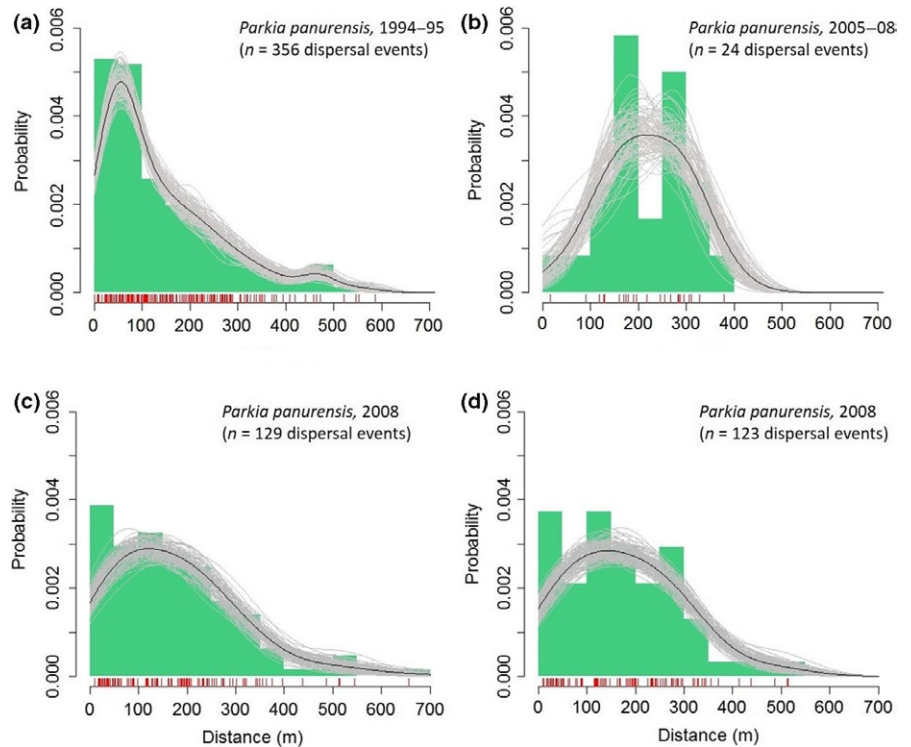 (a)
Parkia panurensis, 1994–95
(n = 356 dispersal events)
Probability
0.006
0.004
0.002
0.000
0 100 200 300 400 500 600 700
(b)
Parkia panurensis, 2005–08
(n = 24 dispersal events)
Probability
0.006
0.004
0.002
0.000
0 100 200 300 400 500 600 700
(c)
Parkia panurensis, 2008
(n = 129 dispersal events)
Probability
0.006
0.004
0.002
0.000
0 100 200 300 400 500 600 700
Distance (m)
(d)
Parkia panurensis, 2008
(n = 123 dispersal events)
Probability
0.006
0.004
0.002
0.000
0 100 200 300 400 500 600 700
Distance (m)